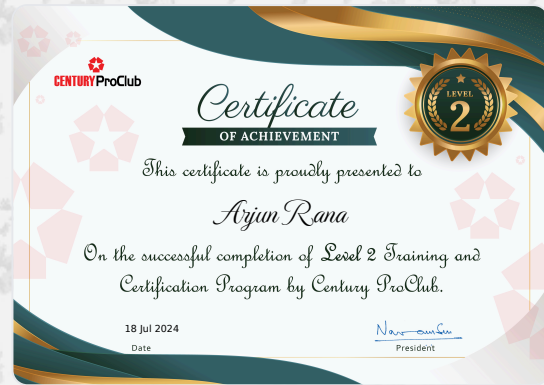 CENTURY ProClub
LEVEL
2
Certificate
OF ACHIEVEMENT
This certificate is proudly presented to
Arjun Rana
On the successful completion of Level 2 Training and
Certification Program by Century ProClub.
18 Jul 2024
Date
President